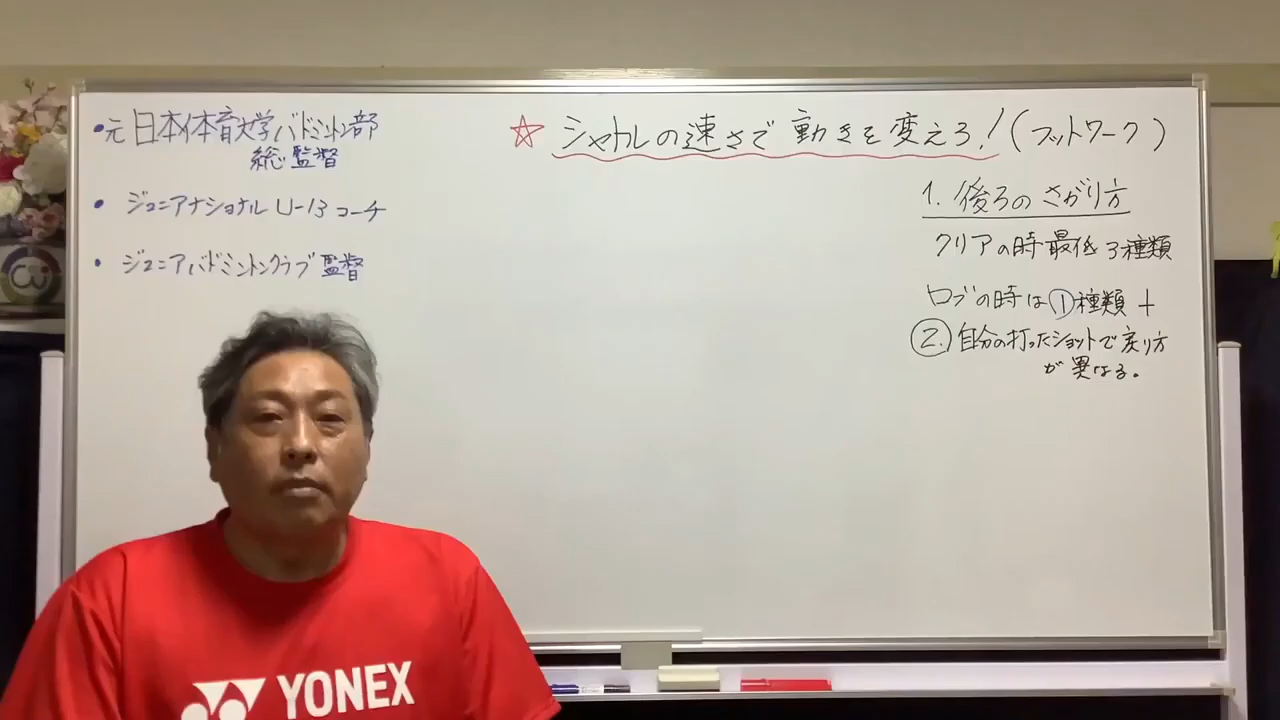 •元 日本体育大学バドミントン部
総監督
• ジュニアナショナル U-13 コーチ
• ジュニアバドミントンクラブ 監督
☆ シャトルの速さで 動きを変えろ!(フットワーク)
1. 後ろの さがり方
クリアの時 最低 3種類
ロブの時は①種類 +
②. 自分の打ったショットで戻り方
が異なる。
YONEX